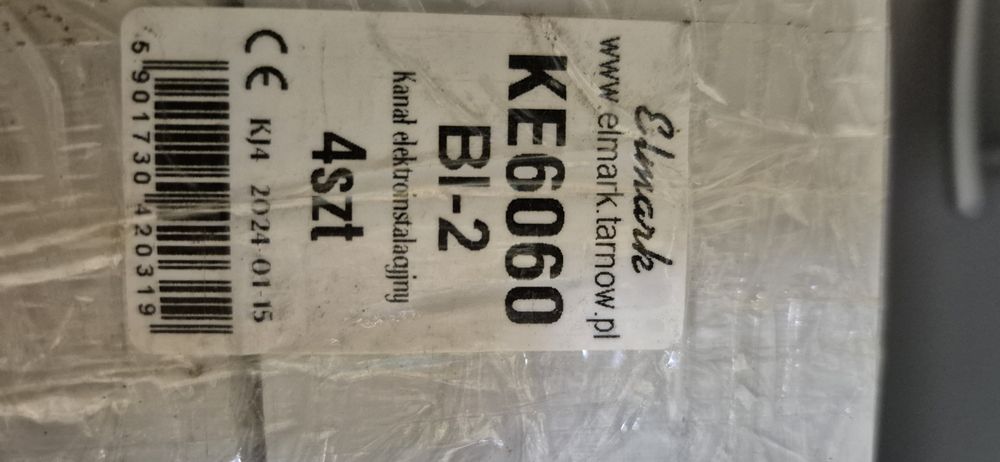 Elmark
www.elmark.tarnow.pl
KE6060
BI-2
Kanał elektroinstalacyjny
4szt
CE KJ4 2024-01-15
5 901730 420319